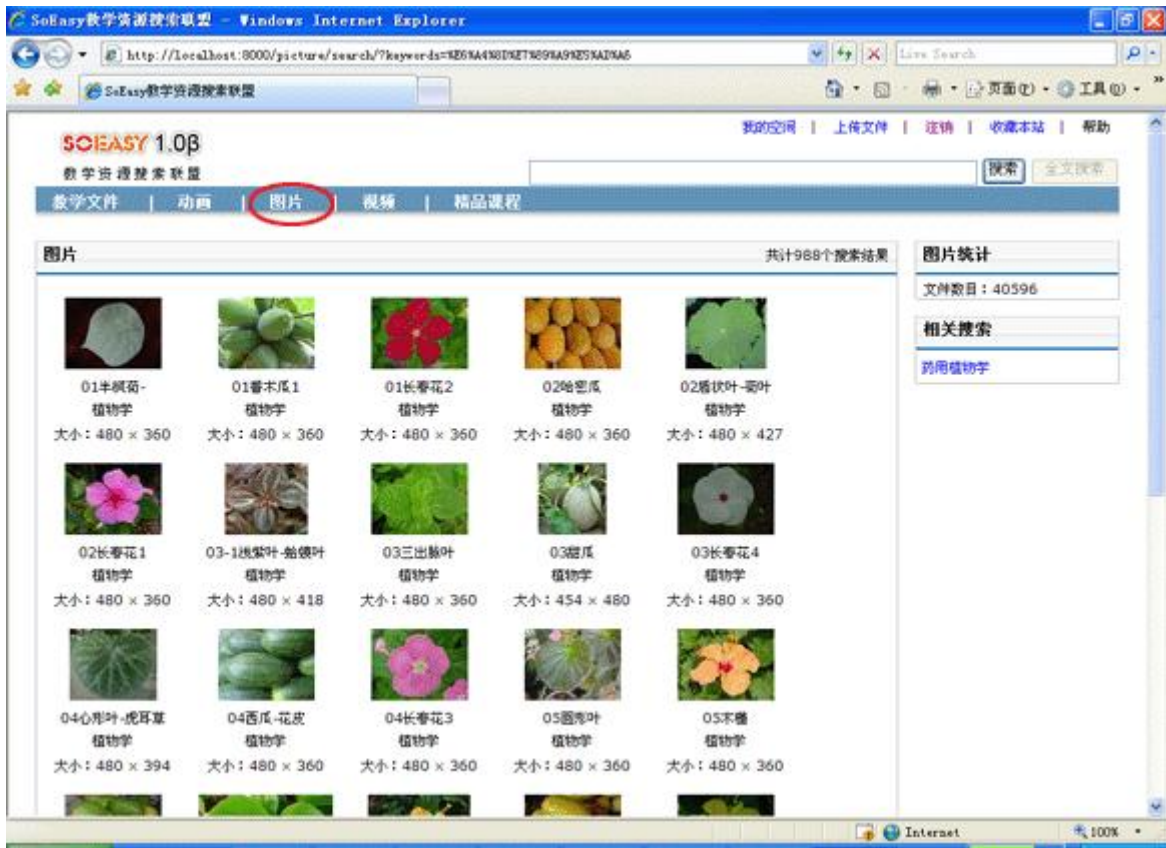 SoEasy教学资源搜索联盟 - Windows Internet Explorer
http://localhost:8000/picture/search/?keywords=%E6%A4%8D%E7%89%A9%E5%AD%A6
Live Search
SoEasy教学资源搜索联盟
页面(P) 工具(O)
我的空间 | 上传文件 | 注销 | 收藏本站 | 帮助
SOEASY 1.0β
教学资源搜索联盟
搜索 全文搜索
教学文件 | 动画 | 图片 | 视频 | 精品课程
图片 共计988个搜索结果
图片统计
文件数目：40596
相关搜索
药用植物学
01半枫荷- 01番木瓜1 01长春花2 02哈密瓜 02盾状叶-荷叶
植物学 植物学 植物学 植物学 植物学
大小：480 × 360 大小：480 × 360 大小：480 × 360 大小：480 × 360 大小：480 × 427
02长春花1 03-1浅紫叶-蛤蟆叶 03三出脉叶 03甜瓜 03长春花4
植物学 植物学 植物学 植物学 植物学
大小：480 × 360 大小：480 × 418 大小：480 × 360 大小：454 × 480 大小：480 × 360
04心形叶-虎耳草 04西瓜-花皮 04长春花3 05圆形叶 05木槿
植物学 植物学 植物学 植物学 植物学
大小：480 × 394 大小：480 × 360 大小：480 × 360 大小：480 × 360 大小：480 × 360
Internet 100%